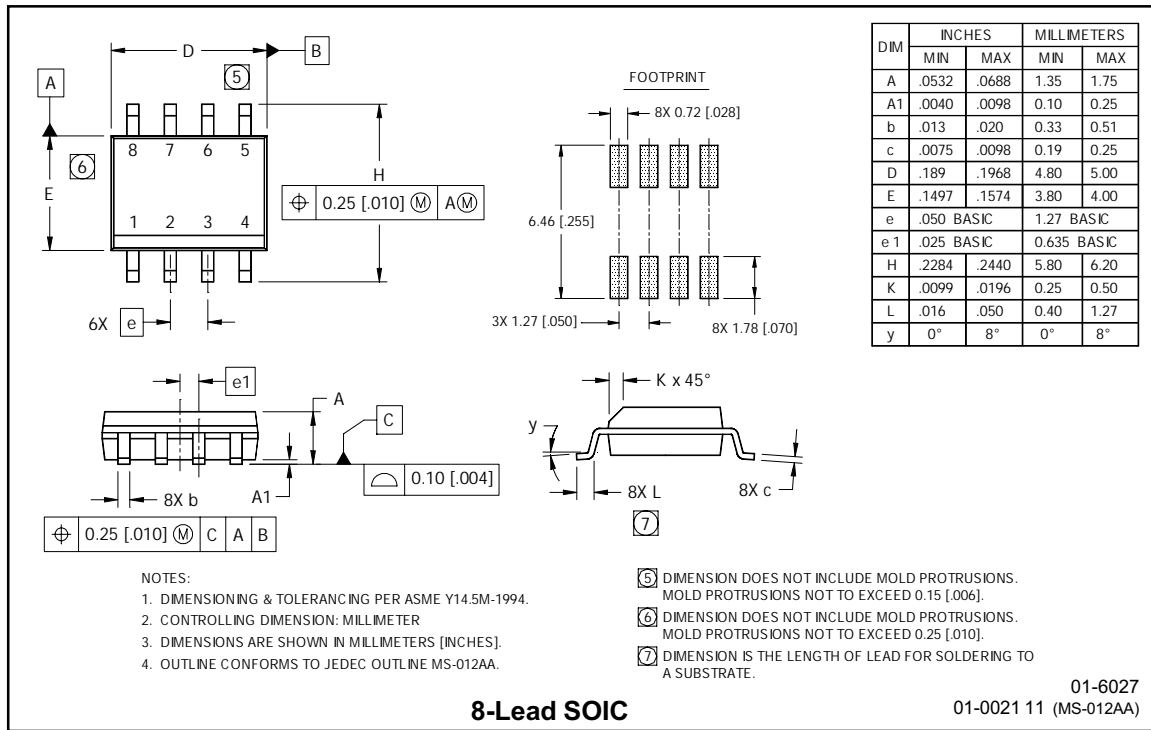 D
B
5
A
8 7 6 5
6
E
H
⌖ 0.25 [.010] Ⓜ AⓂ
1 2 3 4
6X e
FOOTPRINT
8X 0.72 [.028]
6.46 [.255]
3X 1.27 [.050]
8X 1.78 [.070]
DIM INCHES MILLIMETERS
MIN MAX MIN MAX
A .0532 .0688 1.35 1.75
A1 .0040 .0098 0.10 0.25
b .013 .020 0.33 0.51
c .0075 .0098 0.19 0.25
D .189 .1968 4.80 5.00
E .1497 .1574 3.80 4.00
e .050 BASIC 1.27 BASIC
e 1 .025 BASIC 0.635 BASIC
H .2284 .2440 5.80 6.20
K .0099 .0196 0.25 0.50
L .016 .050 0.40 1.27
y 0° 8° 0° 8°
e1
A
C
0.10 [.004]
A1
8X b
⌖ 0.25 [.010] Ⓜ C A B
K x 45°
y
8X L
7
8X c
NOTES:
1. DIMENSIONING & TOLERANCING PER ASME Y14.5M-1994.
2. CONTROLLING DIMENSION: MILLIMETER
3. DIMENSIONS ARE SHOWN IN MILLIMETERS [INCHES].
4. OUTLINE CONFORMS TO JEDEC OUTLINE MS-012AA.
5 DIMENSION DOES NOT INCLUDE MOLD PROTRUSIONS.
MOLD PROTRUSIONS NOT TO EXCEED 0.15 [.006].
6 DIMENSION DOES NOT INCLUDE MOLD PROTRUSIONS.
MOLD PROTRUSIONS NOT TO EXCEED 0.25 [.010].
7 DIMENSION IS THE LENGTH OF LEAD FOR SOLDERING TO
A SUBSTRATE.
8-Lead SOIC
01-6027
01-0021 11 (MS-012AA)